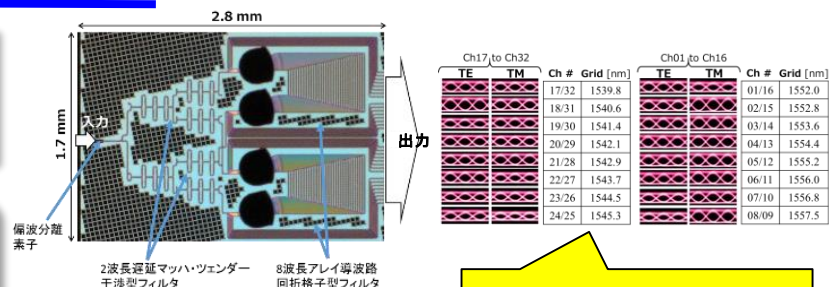 2.8 mm
1.7 mm
入力
出力
偏波分離
素子
2波長遅延マッハ・ツェンダー
干渉型フィルタ
8波長アレイ導波路
回折格子型フィルタ
Ch17 to Ch32
TE TM Ch # Grid [nm]
17/32 1539.8
18/31 1540.6
19/30 1541.4
20/29 1542.1
21/28 1542.9
22/27 1543.7
23/26 1544.5
24/25 1545.3
Ch01 to Ch16
TE TM Ch # Grid [nm]
01/16 1552.0
02/15 1552.8
03/14 1553.6
04/13 1554.4
05/12 1555.2
06/11 1556.0
07/10 1556.8
08/09 1557.5